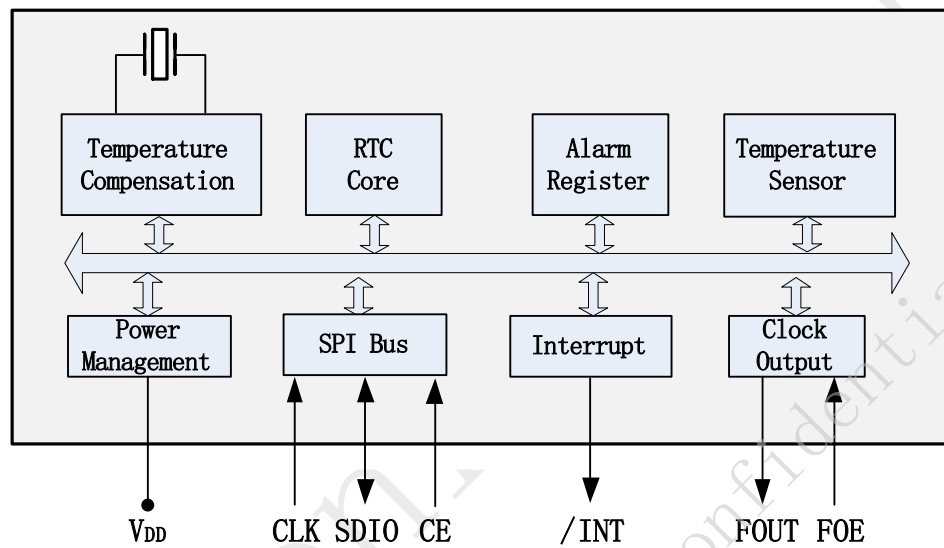 Temperature
Compensation
RTC
Core
Alarm
Register
Temperature
Sensor
Power
Management
SPI Bus
Interrupt
Clock
Output
VDD
CLK SDIO CE
/INT
FOUT FOE